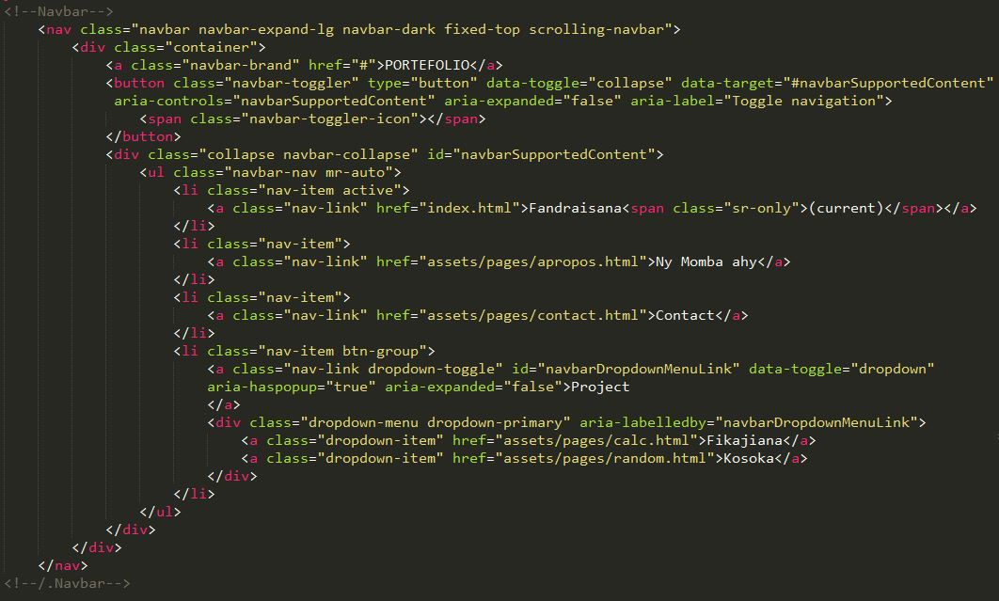 <!--Navbar-->
<nav class="navbar navbar-expand-lg navbar-dark fixed-top scrolling-navbar">
<div class="container">
<a class="navbar-brand" href="#">PORTEFOLIO</a>
<button class="navbar-toggler" type="button" data-toggle="collapse" data-target="#navbarSupportedContent"
aria-controls="navbarSupportedContent" aria-expanded="false" aria-label="Toggle navigation">
<span class="navbar-toggler-icon"></span>
</button>
<div class="collapse navbar-collapse" id="navbarSupportedContent">
<ul class="navbar-nav mr-auto">
<li class="nav-item active">
<a class="nav-link" href="index.html">Fandraisana<span class="sr-only">(current)</span></a>
</li>
<li class="nav-item">
<a class="nav-link" href="assets/pages/apropos.html">Ny Momba ahy</a>
</li>
<li class="nav-item">
<a class="nav-link" href="assets/pages/contact.html">Contact</a>
</li>
<li class="nav-item btn-group">
<a class="nav-link dropdown-toggle" id="navbarDropdownMenuLink" data-toggle="dropdown"
aria-haspopup="true" aria-expanded="false">Project
</a>
<div class="dropdown-menu dropdown-primary" aria-labelledby="navbarDropdownMenuLink">
<a class="dropdown-item" href="assets/pages/calc.html">Fikajiana</a>
<a class="dropdown-item" href="assets/pages/random.html">Kosoka</a>
</div>
</li>
</ul>
</div>
</div>
</nav>
<!--/.Navbar-->